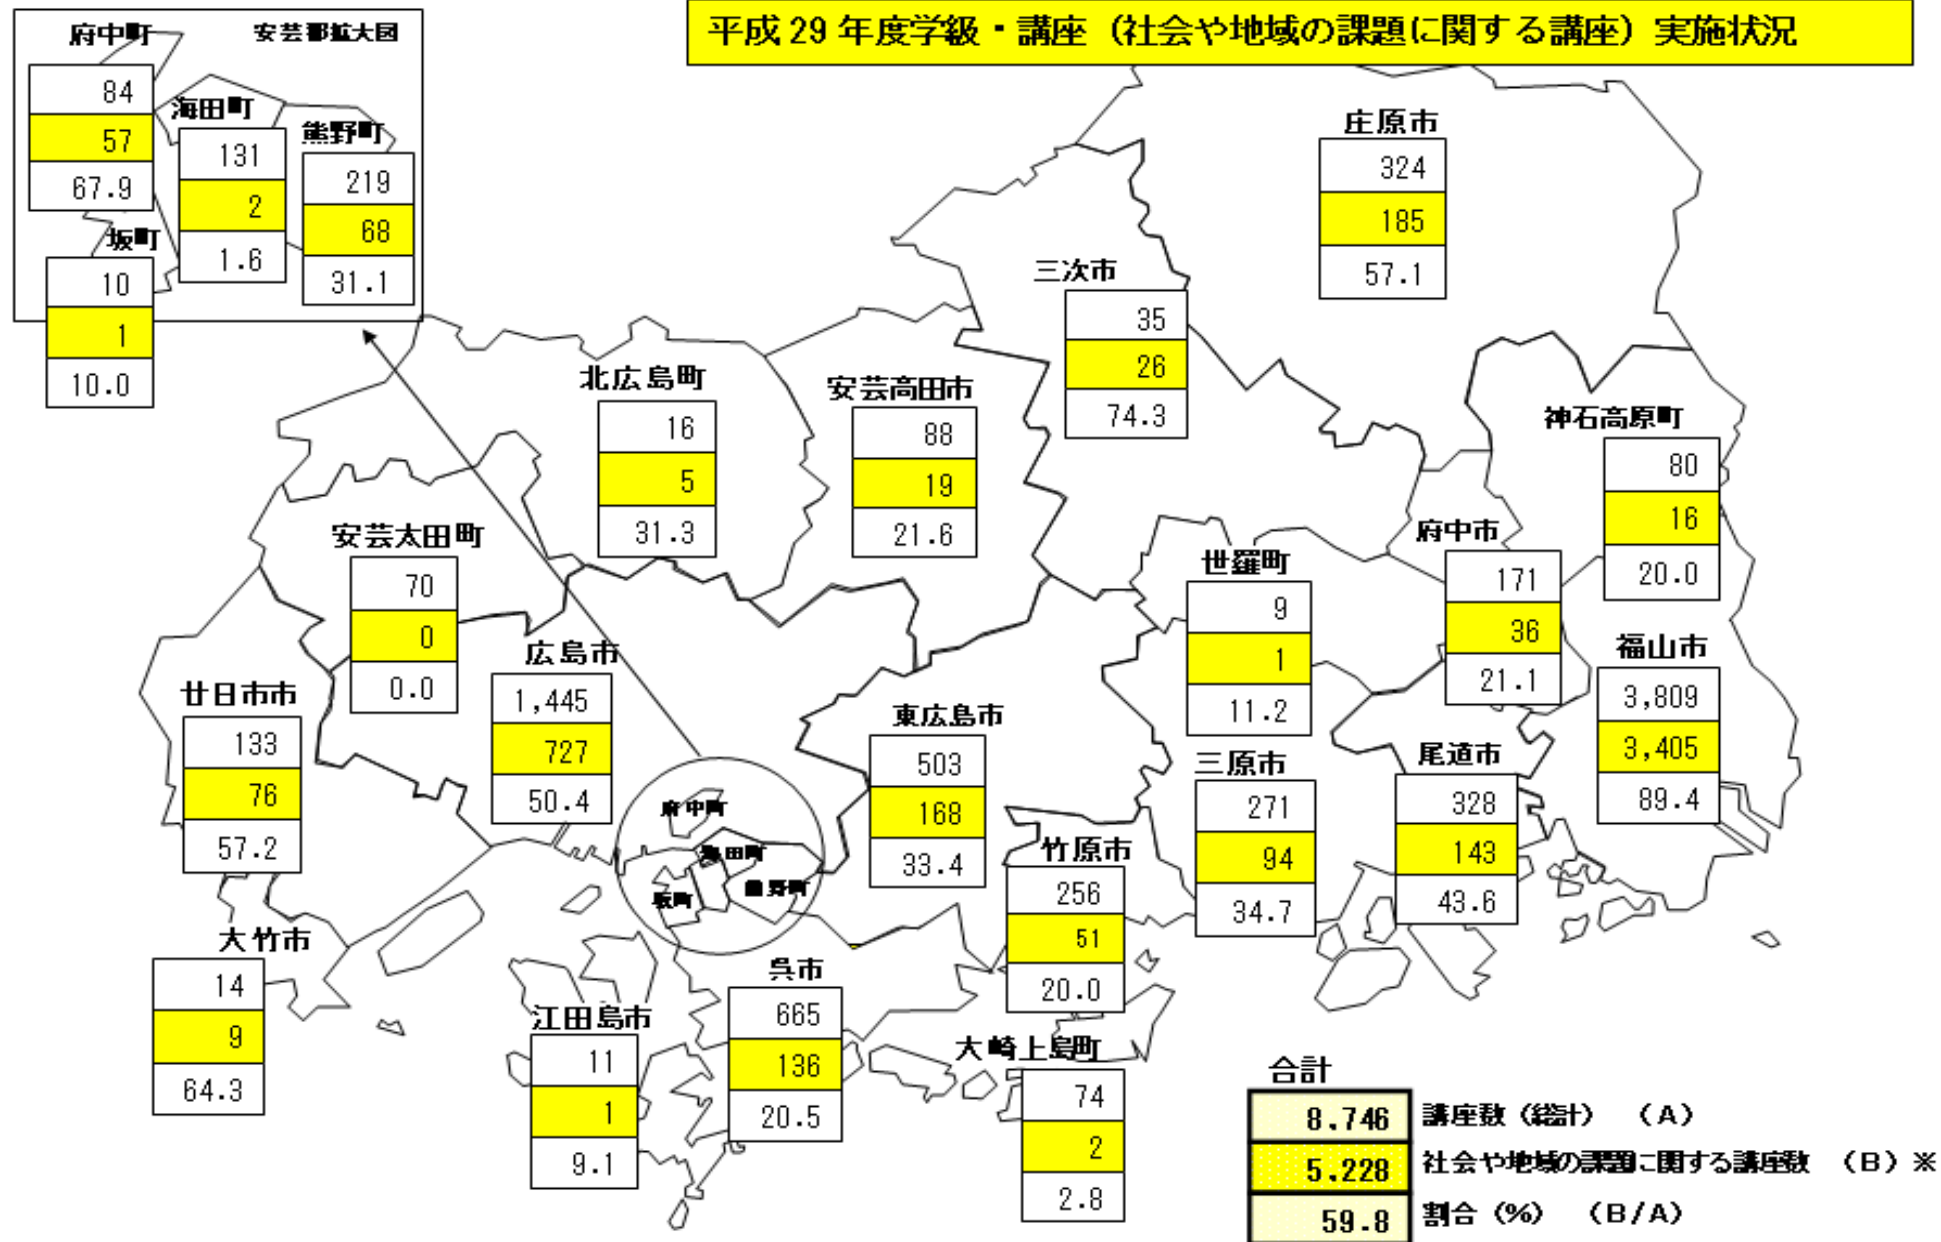 平成29年度学級・講座（社会や地域の課題に関する講座）実施状況
安芸郡拡大図
府中町
84
57
67.9
海田町
131
2
1.6
熊野町
219
68
31.1
坂町
10
1
10.0
庄原市
324
185
57.1
三次市
35
26
74.3
北広島町
16
5
31.3
安芸高田市
88
19
21.6
神石高原町
80
16
20.0
安芸太田町
70
0
0.0
府中市
171
36
21.1
世羅町
9
1
11.2
福山市
3,809
3,405
89.4
広島市
1,445
727
50.4
廿日市市
133
76
57.2
東広島市
503
168
33.4
三原市
271
94
34.7
尾道市
328
143
43.6
府中町
海田町
熊野町
坂町
竹原市
256
51
20.0
大竹市
14
9
64.3
呉市
665
136
20.5
江田島市
11
1
9.1
大崎上島町
74
2
2.8
合計
8.746 講座数（総計） （A）
5.228 社会や地域の課題に関する講座数 （B）※
59.8 割合（%） （B/A）